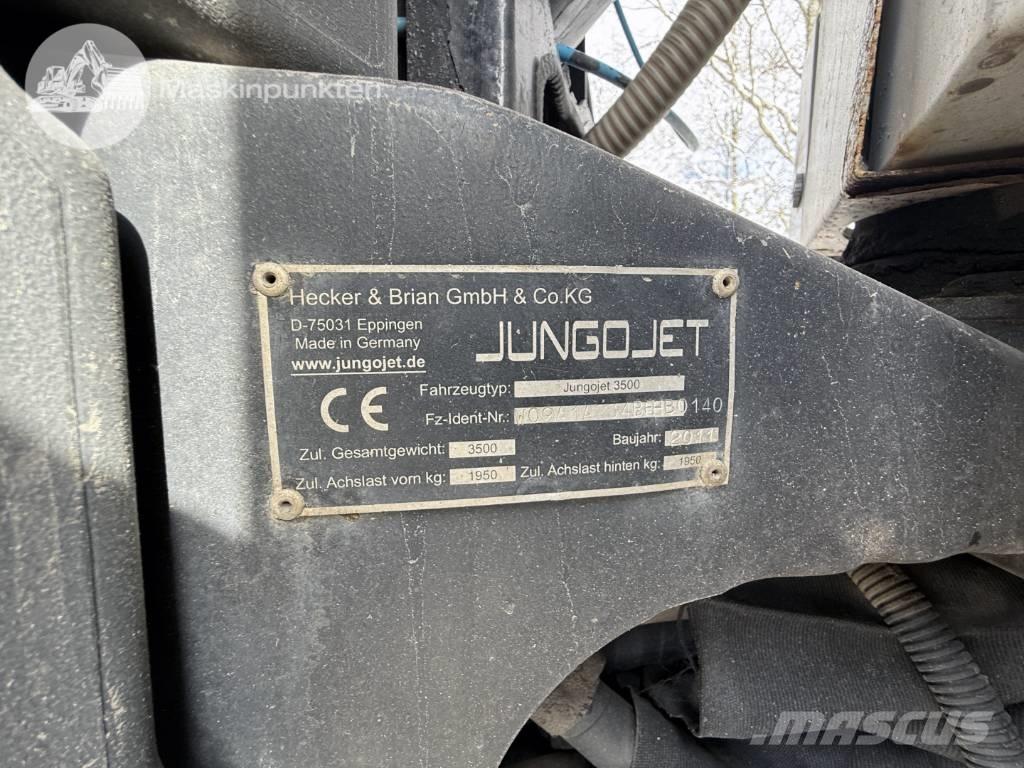 Maskinpunkten
Hecker & Brian GmbH & Co.KG
D-75031 Eppingen
Made in Germany
www.jungojet.de
JUNGOJET
CE
Fahrzeugtyp: Jungojet 3500
Fz-Ident-Nr.:
Zul. Gesamtgewicht: 3500
Baujahr: 2011
Zul. Achslast vorn kg: 1950
Zul. Achslast hinten kg: 1950
MASCUS